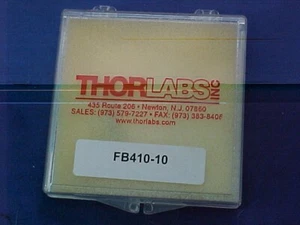 THORLABS INC
435 Route 206 • Newton, N.J. 07860
SALES: (973) 579-7227 • FAX: (973) 383-8406
www.thorlabs.com
FB410-10